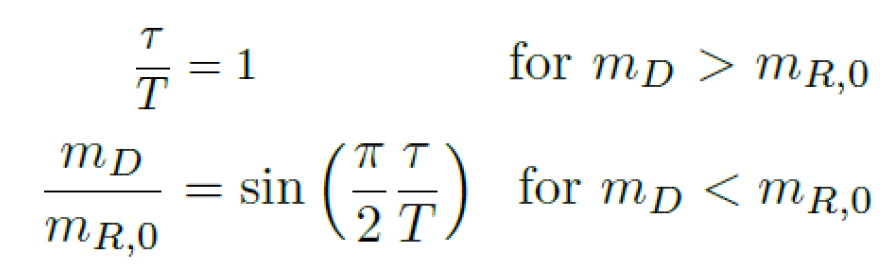 τ/T = 1 for m_D > m_{R,0}
m_D/m_{R,0} = sin (π/2 τ/T) for m_D < m_{R,0}